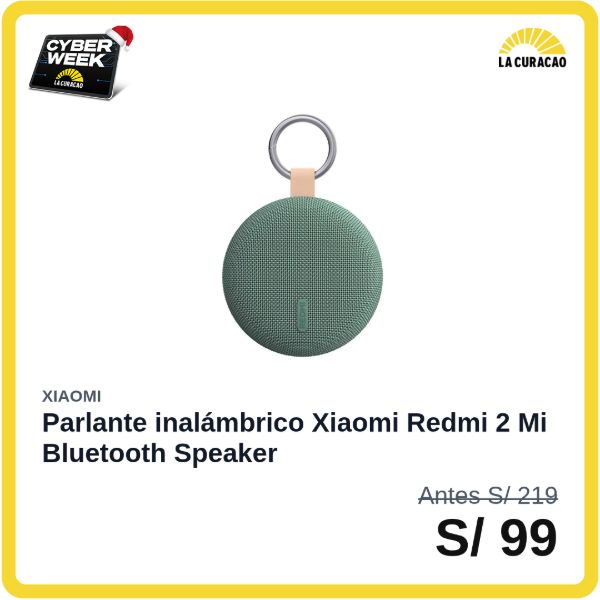 CYBER
WEEK
LA CURACAO
LA CURACAO
XIAOMI
Parlante inalámbrico Xiaomi Redmi 2 Mi
Bluetooth Speaker
Antes S/ 219
S/ 99